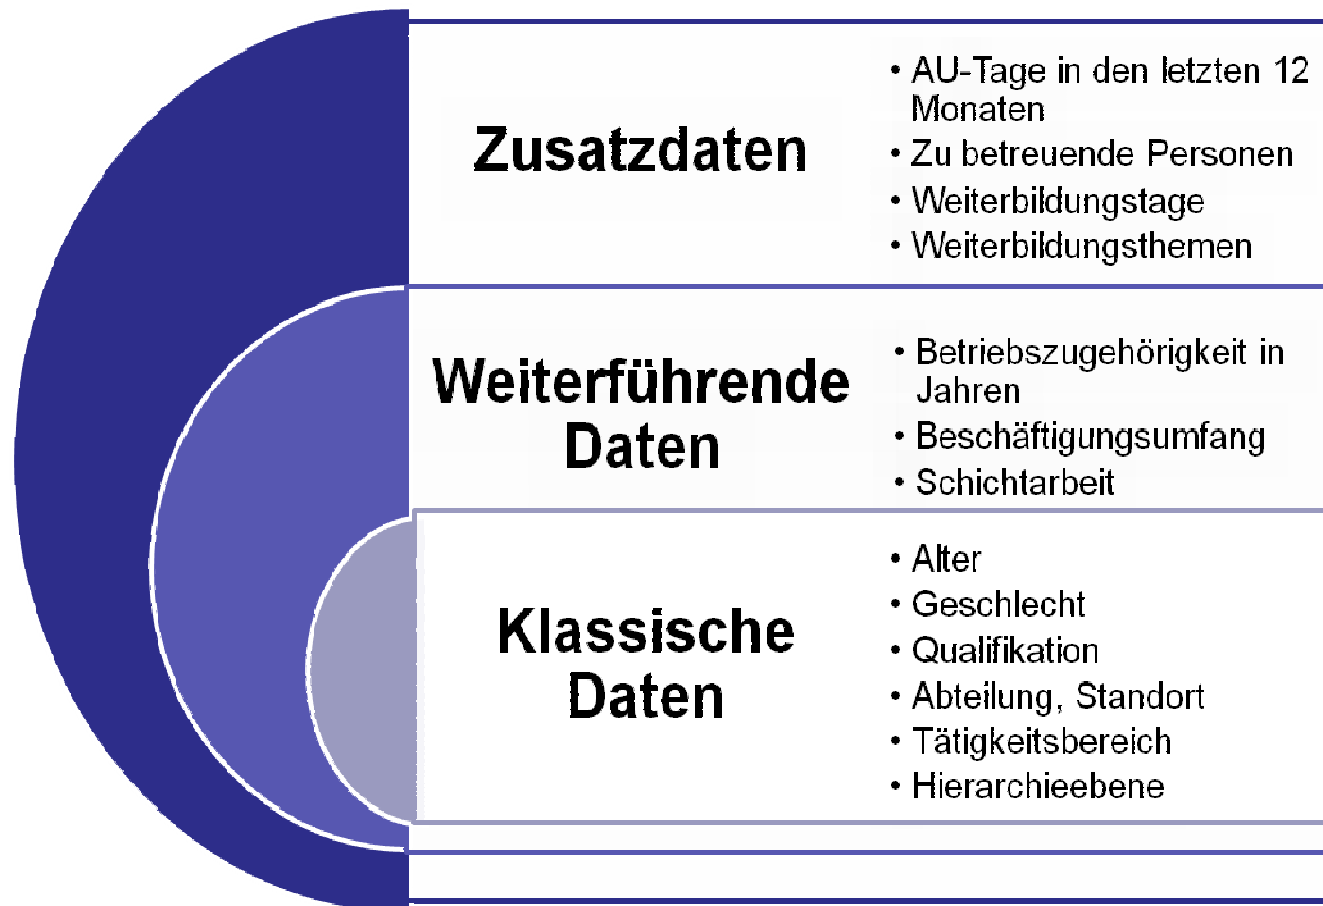 Zusatzdaten
• AU-Tage in den letzten 12
Monaten
• Zu betreuende Personen
• Weiterbildungstage
• Weiterbildungsthemen
Weiterführende
Daten
• Betriebszugehörigkeit in
Jahren
• Beschäftigungsumfang
• Schichtarbeit
Klassische
Daten
• Alter
• Geschlecht
• Qualifikation
• Abteilung, Standort
• Tätigkeitsbereich
• Hierarchieebene